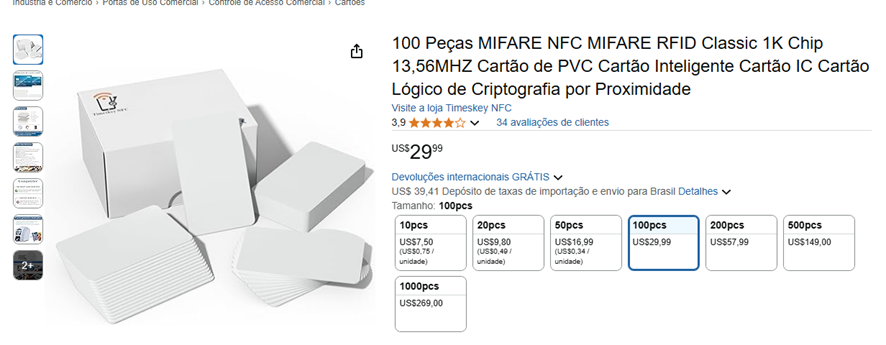 Indústria e Comércio › Portas de Uso Comercial › Controle de Acesso Comercial › Cartões
100 Peças MIFARE NFC MIFARE RFID Classic 1K Chip
13,56MHZ Cartão de PVC Cartão Inteligente Cartão IC Cartão
Lógico de Criptografia por Proximidade
Visite a loja Timeskey NFC
3,9 34 avaliações de clientes
US$2999
Devoluções internacionais GRÁTIS
US$ 39,41 Depósito de taxas de importação e envio para Brasil Detalhes
Tamanho: 100pcs
10pcs 20pcs 50pcs 100pcs 200pcs 500pcs
US$7,50 US$9,80 US$16,99 US$29,99 US$57,99 US$149,00
(US$0,75 / (US$0,49 / (US$0,34 /
unidade) unidade) unidade)
1000pcs
US$269,00
Timeskey NFC
2+